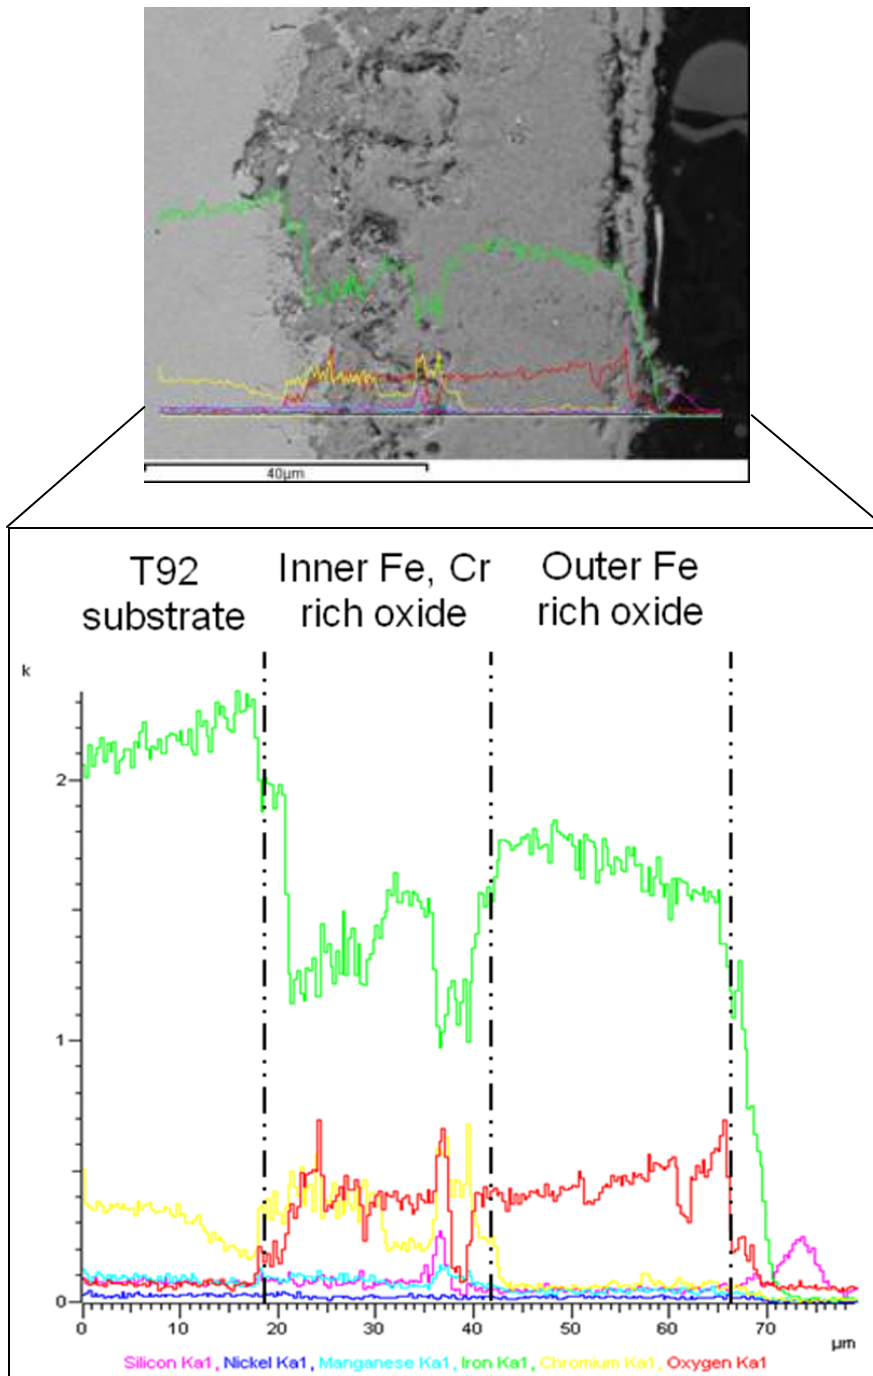 40µm
T92
substrate
Inner Fe, Cr
rich oxide
Outer Fe
rich oxide
k
2
1
0
0 10 20 30 40 50 60 70
µm
Silicon Ka1, Nickel Ka1, Manganese Ka1, Iron Ka1, Chromium Ka1, Oxygen Ka1